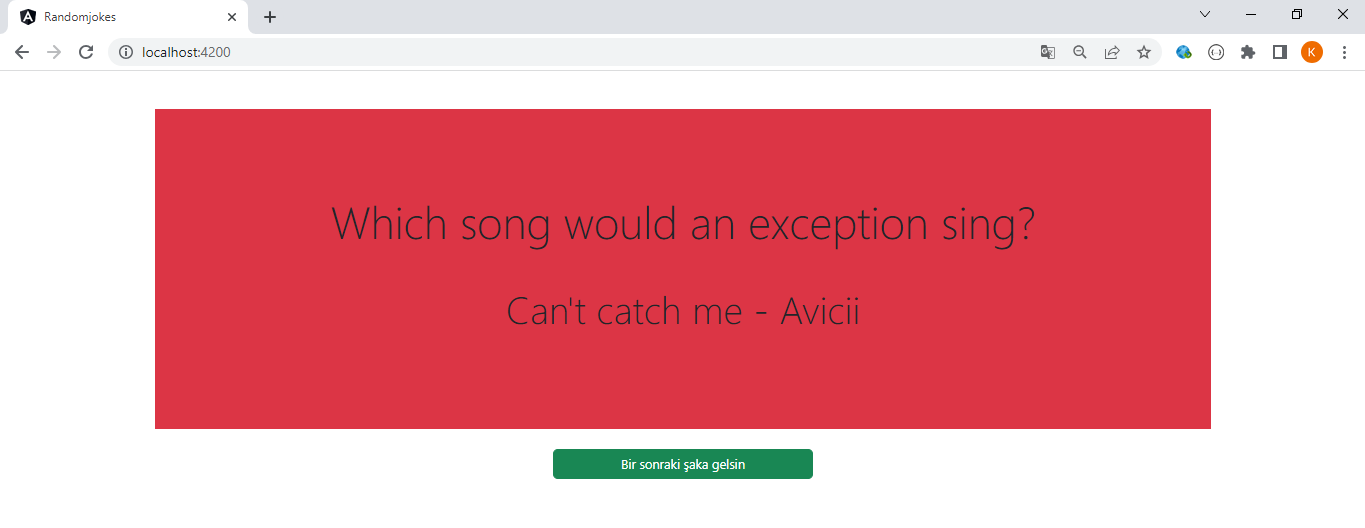 Randomjokes
localhost:4200
K
Which song would an exception sing?
Can't catch me - Avicii
Bir sonraki şaka gelsin